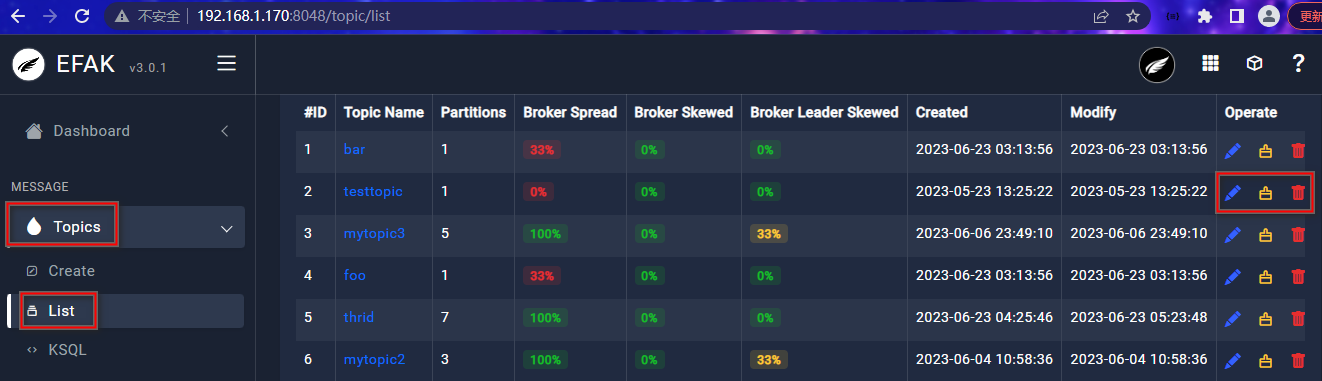 不安全 192.168.1.170:8048/topic/list 更新
EFAK v3.0.1 ?
#ID Topic Name Partitions Broker Spread Broker Skewed Broker Leader Skewed Created Modify Operate
Dashboard
1 bar 1 33% 0% 0% 2023-06-23 03:13:56 2023-06-23 03:13:56
MESSAGE
2 testtopic 1 0% 0% 0% 2023-05-23 13:25:22 2023-05-23 13:25:22
Topics
3 mytopic3 5 100% 0% 33% 2023-06-06 23:49:10 2023-06-06 23:49:10
Create
4 foo 1 33% 0% 0% 2023-06-23 03:13:56 2023-06-23 03:13:56
List
5 thrid 7 100% 0% 0% 2023-06-23 04:25:46 2023-06-23 05:23:48
KSQL
6 mytopic2 3 100% 0% 33% 2023-06-04 10:58:36 2023-06-04 10:58:36